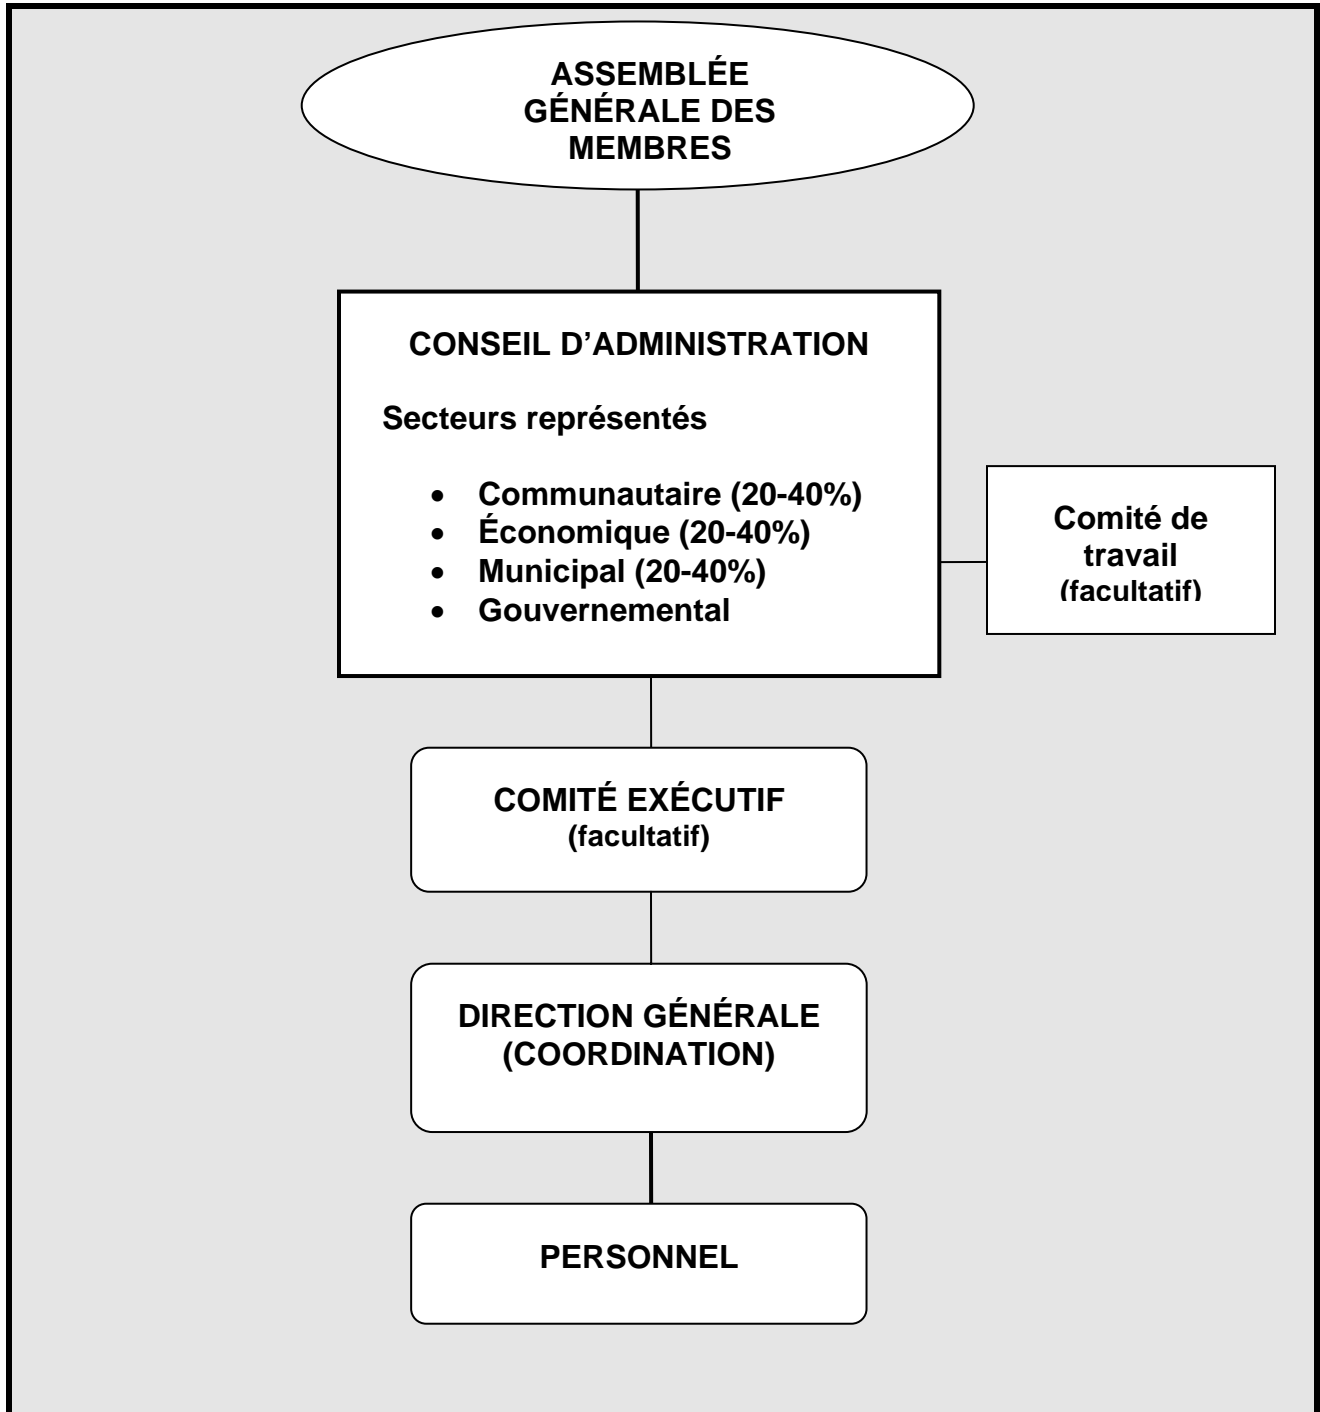 ASSEMBLÉE
GÉNÉRALE DES
MEMBRES
CONSEIL D’ADMINISTRATION
Secteurs représentés
• Communautaire (20-40%)
• Économique (20-40%)
• Municipal (20-40%)
• Gouvernemental
Comité de
travail
(facultatif)
COMITÉ EXÉCUTIF
(facultatif)
DIRECTION GÉNÉRALE
(COORDINATION)
PERSONNEL